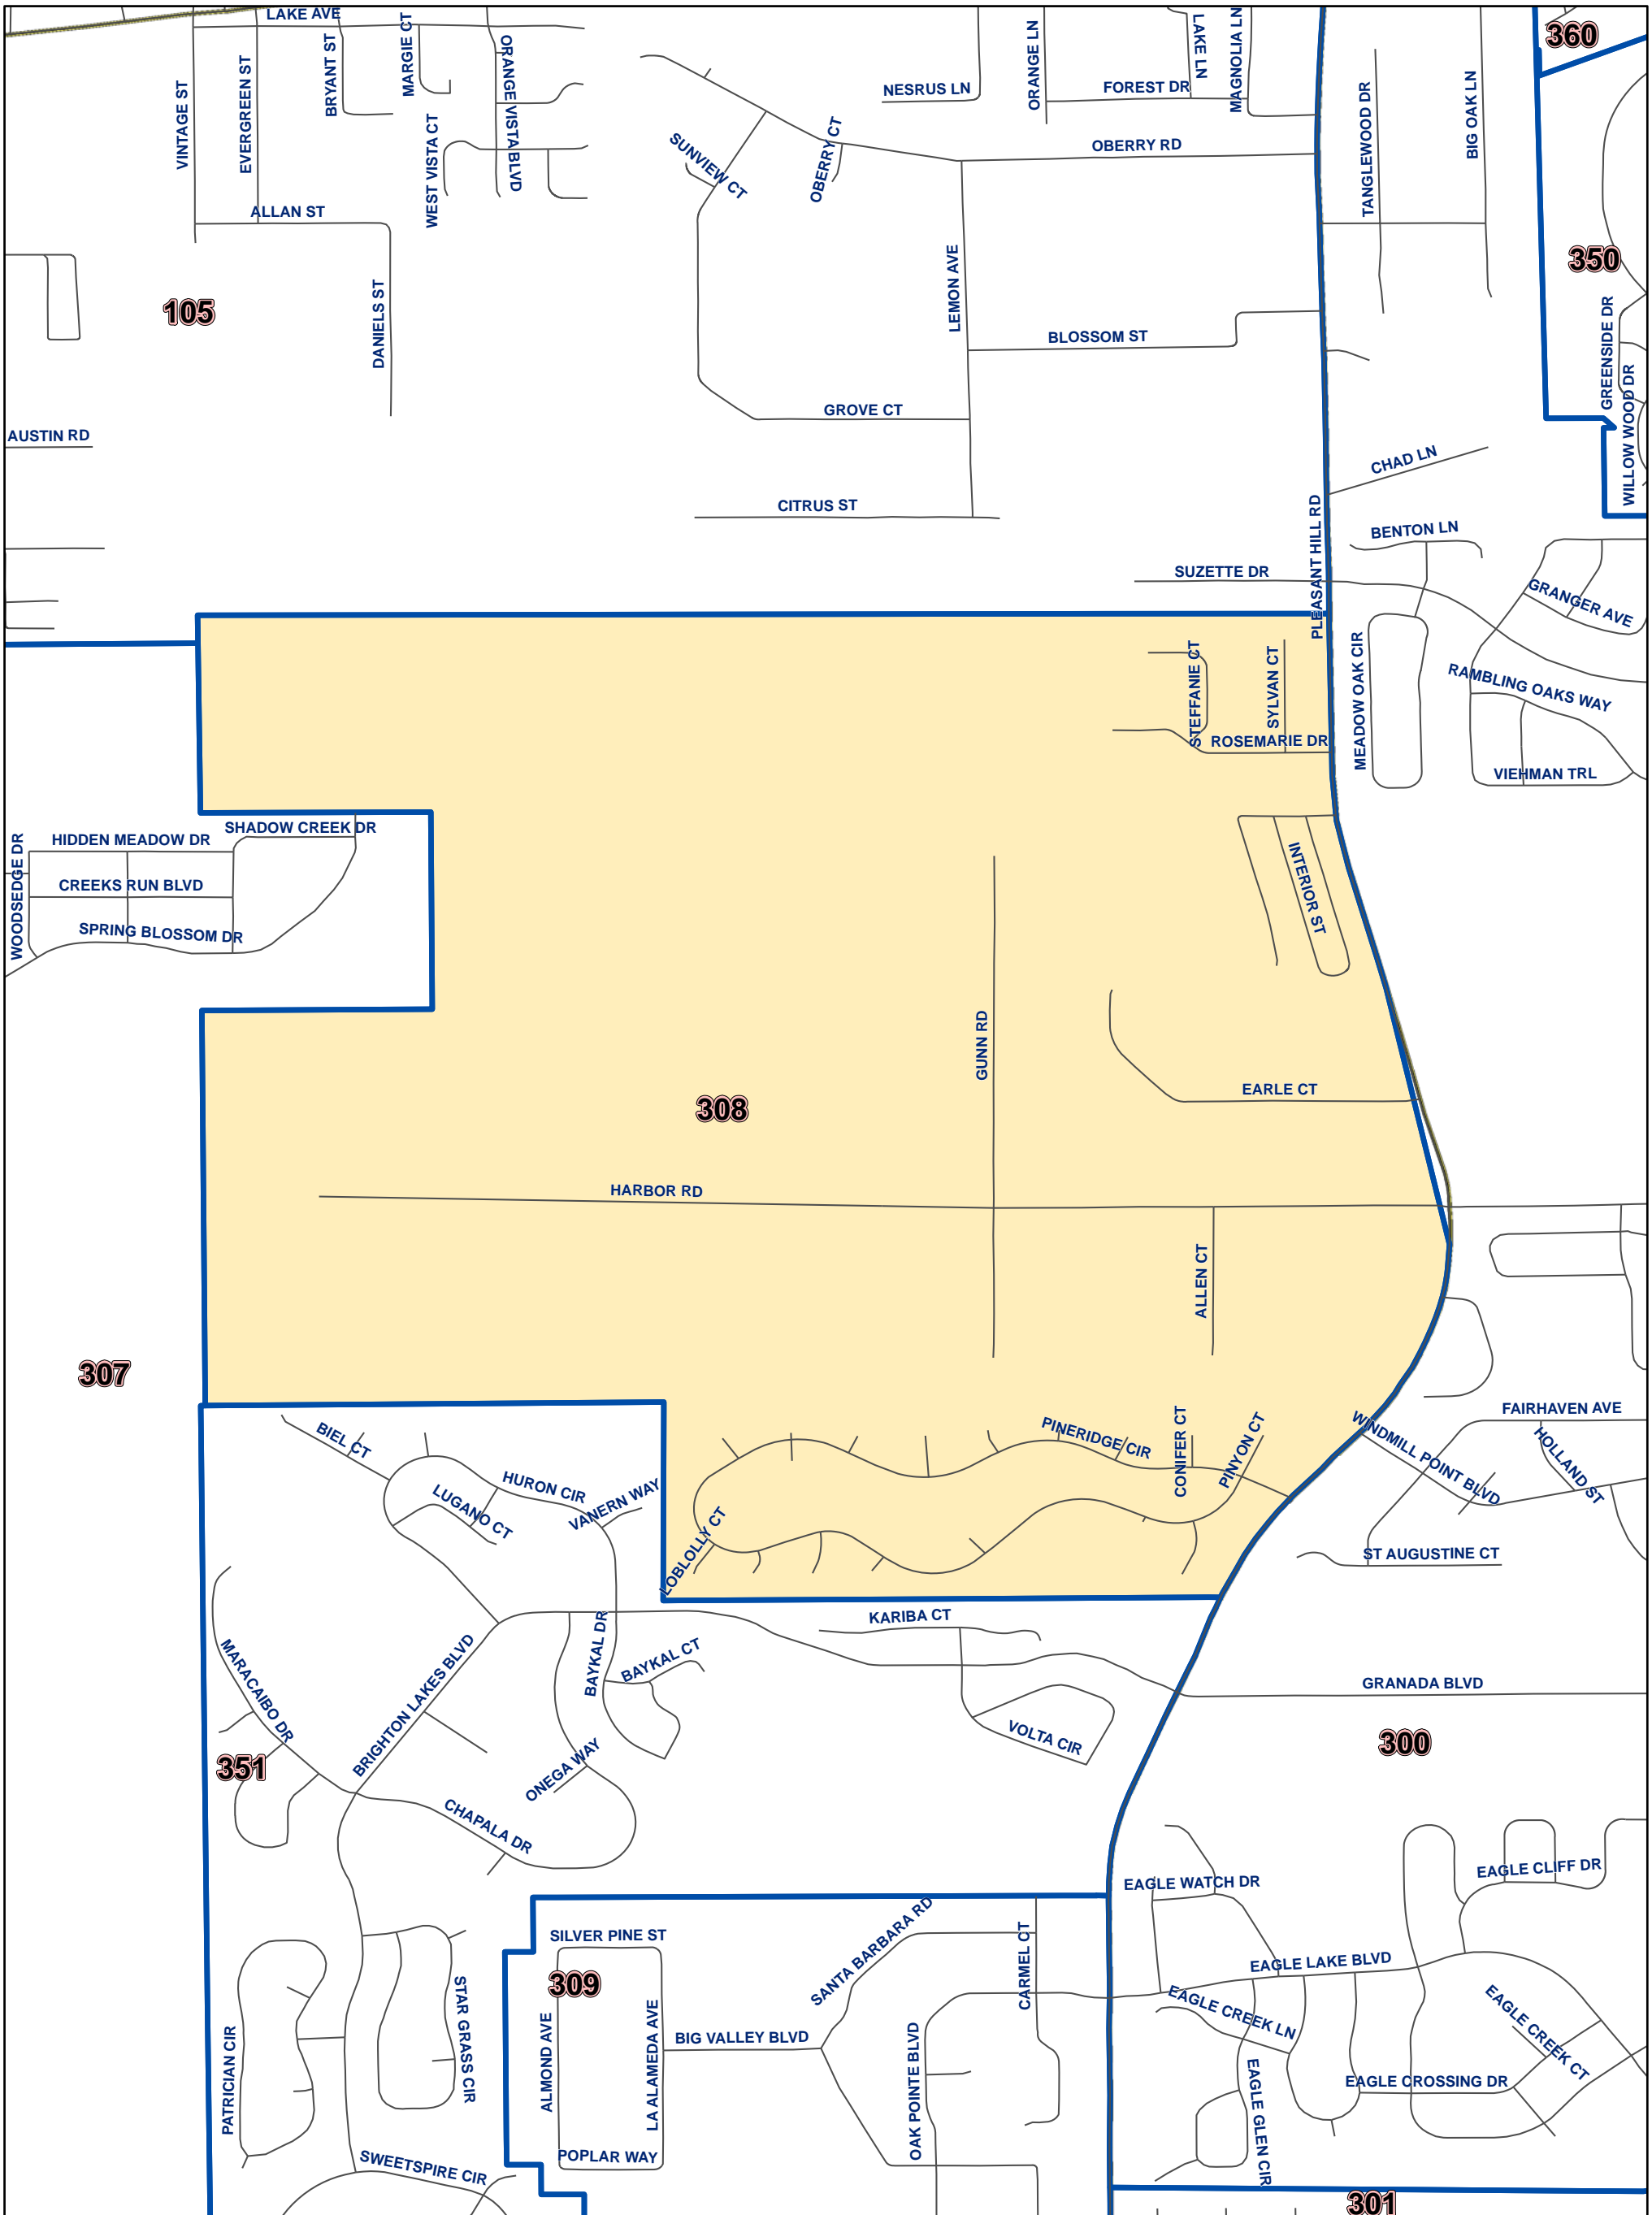 LAKE AVE
360
VINTAGE ST
EVERGREEN ST
BRYANT ST
MARGIE CT
ORANGE VISTA BLVD
WEST VISTA CT
NESRUS LN
ORANGE LN
FOREST DR
LAKE LN
MAGNOLIA LN
TANGLEWOOD DR
BIG OAK LN
SUNVIEW CT
OBERRY CT
OBERRY RD
ALLAN ST
350
105
DANIELS ST
LEMON AVE
BLOSSOM ST
GREENSIDE DR
WILLOW WOOD DR
GROVE CT
AUSTIN RD
CHAD LN
CITRUS ST
PLEASANT HILL RD
BENTON LN
SUZETTE DR
GRANGER AVE
STEFFANIE CT
SYLVAN CT
MEADOW OAK CIR
RAMBLING OAKS WAY
ROSEMARIE DR
VIEHMAN TRL
SHADOW CREEK DR
HIDDEN MEADOW DR
WOODSEDGE DR
CREEKS RUN BLVD
SPRING BLOSSOM DR
INTERIOR ST
GUNN RD
EARLE CT
308
HARBOR RD
ALLEN CT
307
FAIRHAVEN AVE
BIEL CT
PINERIDGE CIR
CONIFER CT
PINYON CT
WINDMILL POINT BLVD
HOLLAND ST
HURON CIR
LUGANO CT
VANERN WAY
LOBLOLLY CT
ST AUGUSTINE CT
KARIBA CT
MARACAIBO DR
BRIGHTON LAKES BLVD
BAYKAL DR
BAYKAL CT
GRANADA BLVD
VOLTA CIR
300
351
ONEGA WAY
CHAPALA DR
EAGLE WATCH DR
EAGLE CLIFF DR
SILVER PINE ST
SANTA BARBARA RD
CARMEL CT
EAGLE LAKE BLVD
309
STAR GRASS CIR
EAGLE CREEK LN
EAGLE CREEK CT
PATRICIAN CIR
ALMOND AVE
LA ALAMEDA AVE
BIG VALLEY BLVD
OAK POINTE BLVD
EAGLE CROSSING DR
EAGLE GLEN CIR
POPLAR WAY
SWEETSPIRE CIR
301